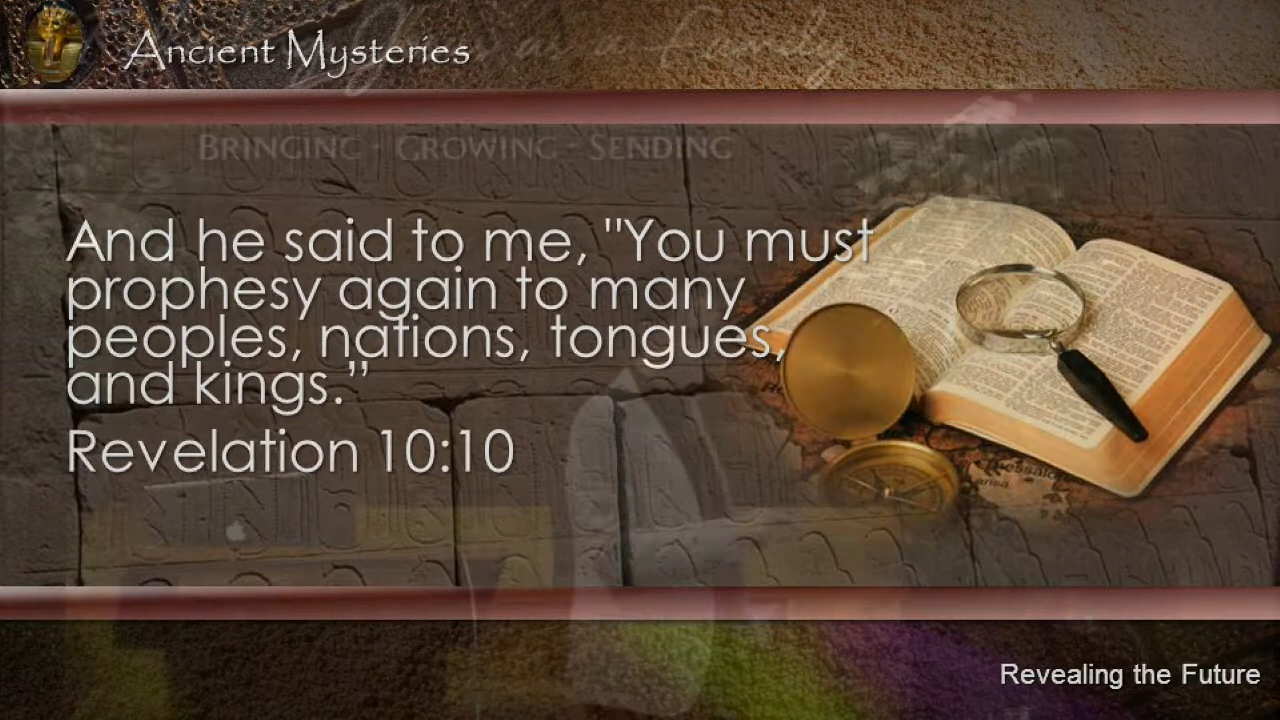 Ancient Mysteries
BRINGING - GROWING - SENDING
And he said to me, "You must
prophesy again to many
peoples, nations, tongues,
and kings.”
Revelation 10:10
Revealing the Future